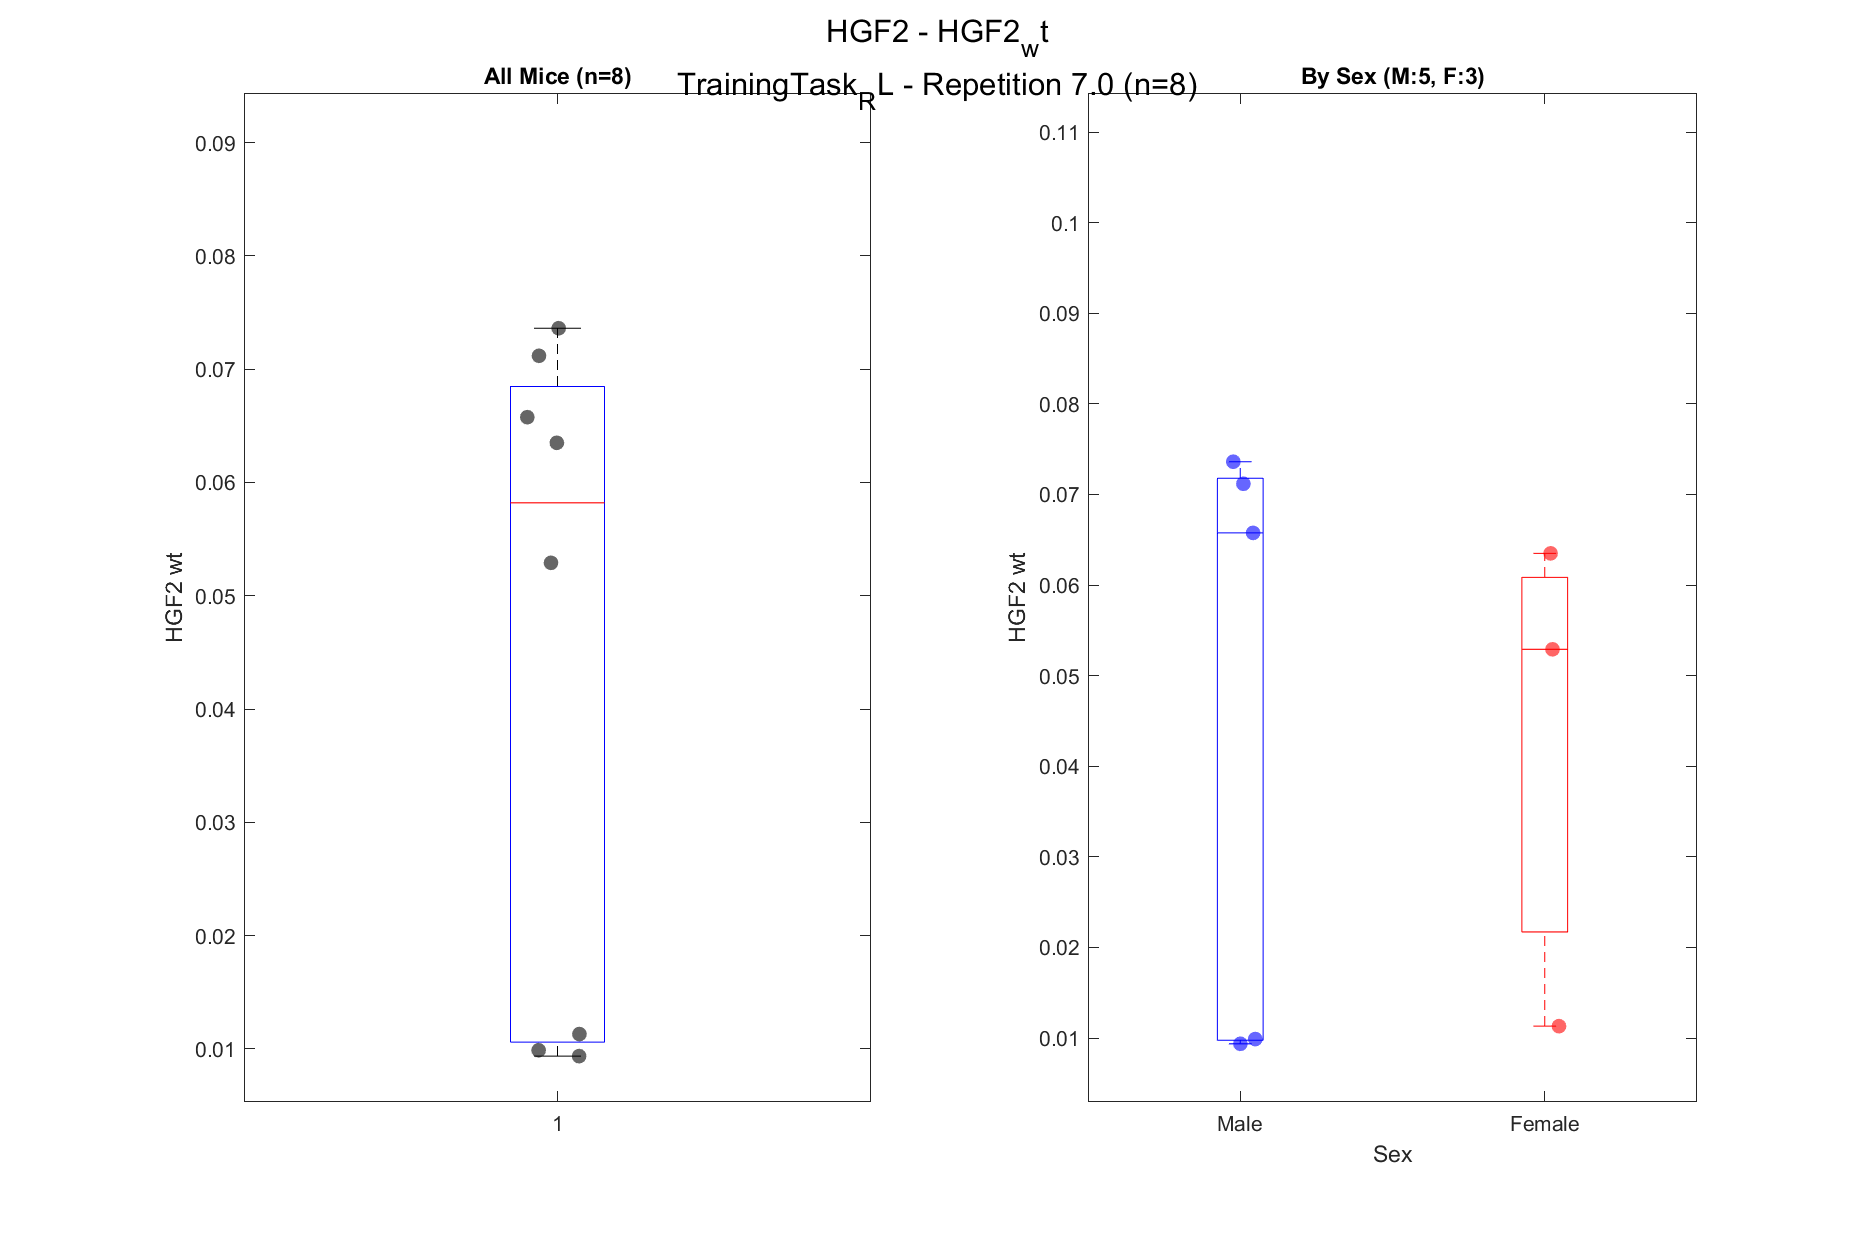 HGF2 - HGF2wt
TrainingTaskRL - Repetition 7.0 (n=8)
All Mice (n=8)
0.09
0.08
0.07
0.06
0.05
0.04
0.03
0.02
0.01
HGF2 wt
1
By Sex (M:5, F:3)
0.11
0.1
0.09
0.08
0.07
0.06
0.05
0.04
0.03
0.02
0.01
HGF2 wt
Male
Female
Sex